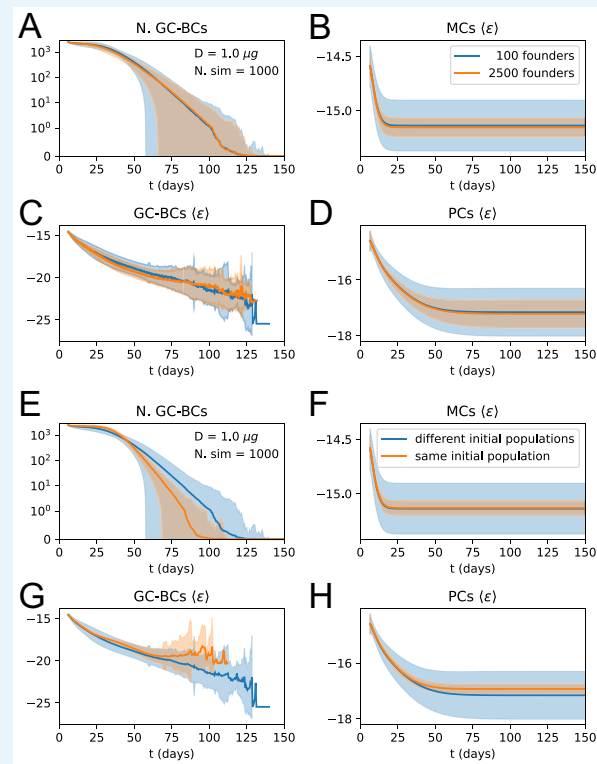 A
N. GC-BCs
D = 1.0 μg
N. sim = 1000
10³
10²
10¹
10⁰
0
0 25 50 75 100 125 150
t (days)
B
MCs ⟨ε⟩
100 founders
2500 founders
−14.5
−15.0
0 25 50 75 100 125 150
t (days)
C
GC-BCs ⟨ε⟩
−15
−20
−25
0 25 50 75 100 125 150
t (days)
D
PCs ⟨ε⟩
−16
−18
0 25 50 75 100 125 150
t (days)
E
N. GC-BCs
D = 1.0 μg
N. sim = 1000
10³
10²
10¹
10⁰
0
0 25 50 75 100 125 150
t (days)
F
MCs ⟨ε⟩
different initial populations
same initial population
−14.5
−15.0
0 25 50 75 100 125 150
t (days)
G
GC-BCs ⟨ε⟩
−15
−20
−25
0 25 50 75 100 125 150
t (days)
H
PCs ⟨ε⟩
−16
−18
0 25 50 75 100 125 150
t (days)